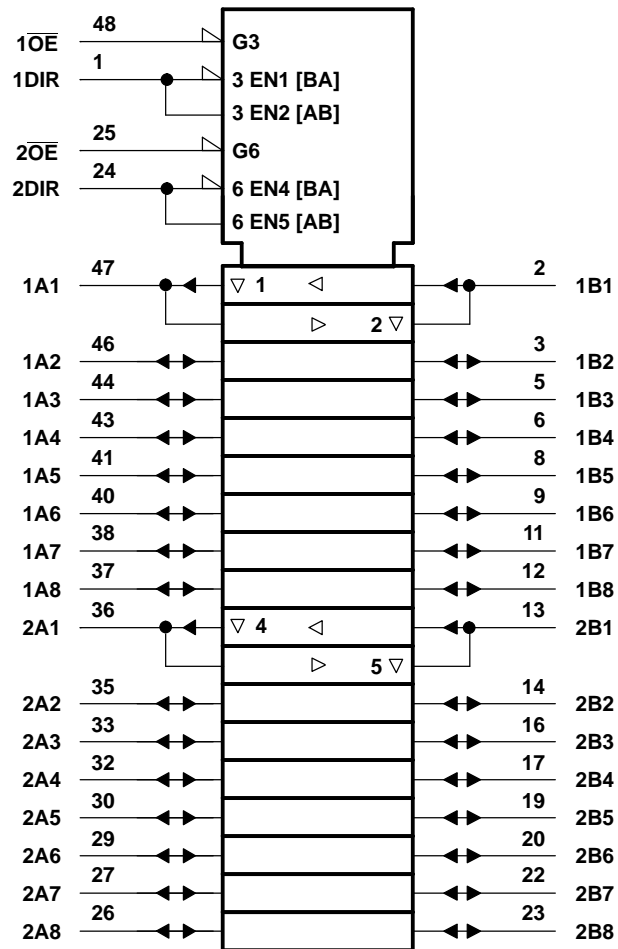 48
1O̅E̅ G3
1
1DIR 3 EN1 [BA]
3 EN2 [AB]
25
2O̅E̅ G6
24
2DIR 6 EN4 [BA]
6 EN5 [AB]
47 2
1A1 ▽ 1 ◁ 1B1
▷ 2 ▽
46 3
1A2 1B2
44 5
1A3 1B3
43 6
1A4 1B4
41 8
1A5 1B5
40 9
1A6 1B6
38 11
1A7 1B7
37 12
1A8 1B8
36 13
2A1 ▽ 4 ◁ 2B1
▷ 5 ▽
35 14
2A2 2B2
33 16
2A3 2B3
32 17
2A4 2B4
30 19
2A5 2B5
29 20
2A6 2B6
27 22
2A7 2B7
26 23
2A8 2B8